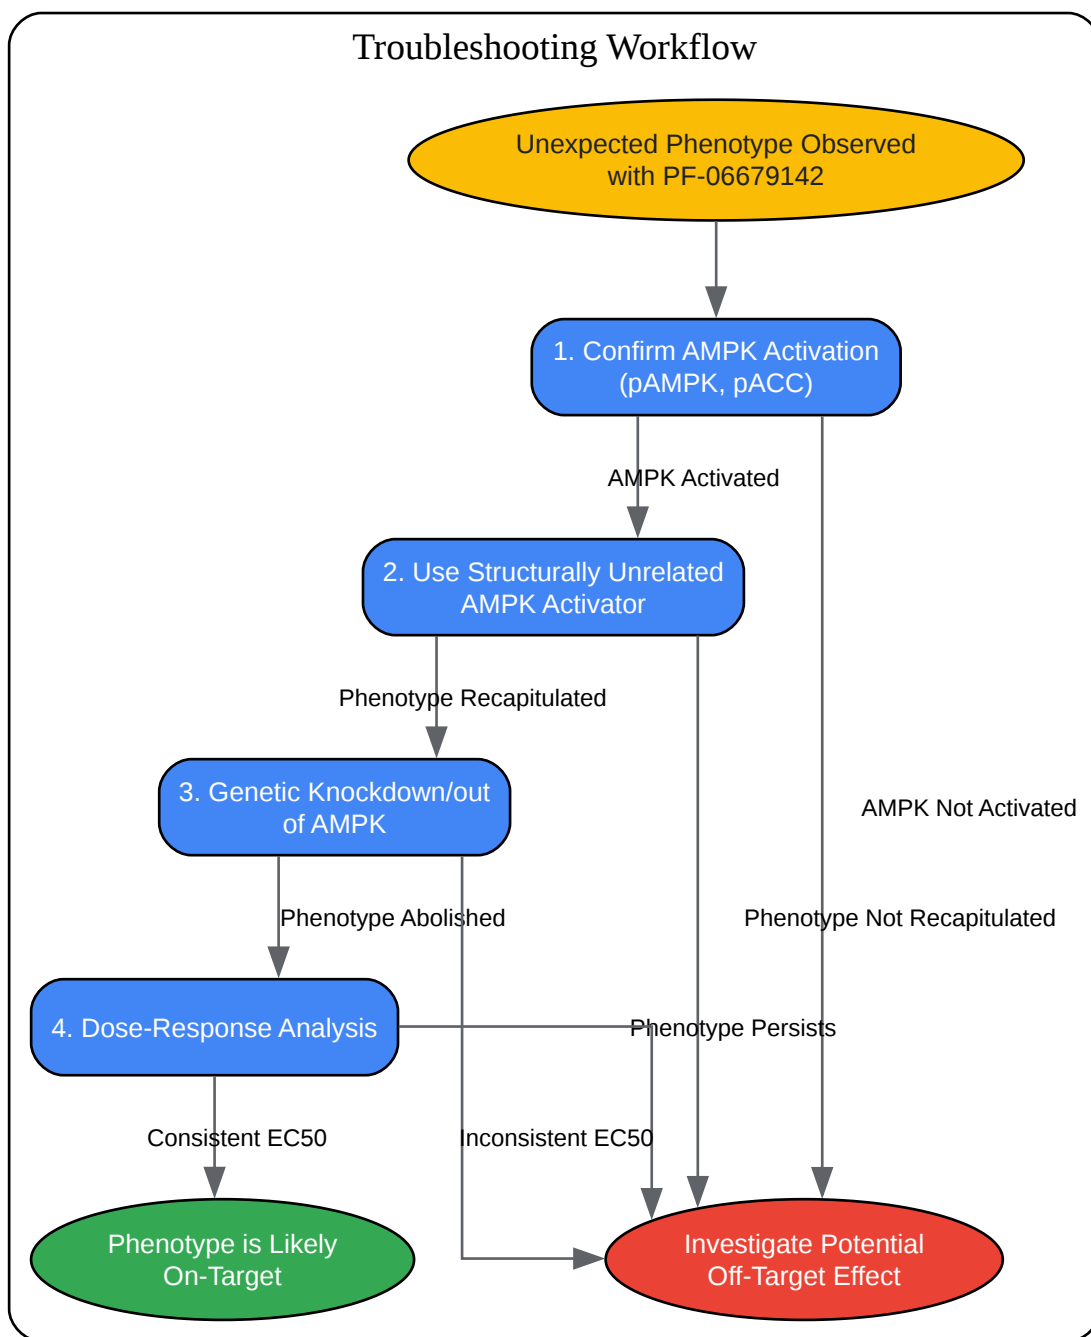 Troubleshooting Workflow
Unexpected Phenotype Observed
with PF-06679142
1. Confirm AMPK Activation
(pAMPK, pACC)
AMPK Activated
2. Use Structurally Unrelated
AMPK Activator
Phenotype Recapitulated
3. Genetic Knockdown/out
of AMPK
AMPK Not Activated
Phenotype Abolished
Phenotype Not Recapitulated
4. Dose-Response Analysis
Phenotype Persists
Consistent EC50
Inconsistent EC50
Phenotype is Likely
On-Target
Investigate Potential
Off-Target Effect